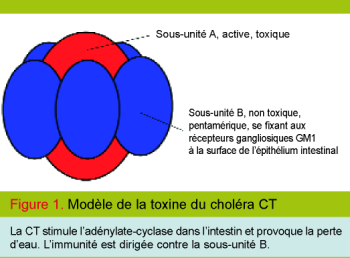 Sous-unité A, active, toxique
Sous-unité B, non toxique,
pentamérique, se fixant aux
récepteurs gangliosiques GM1
à la surface de l'épithélium intestinal
Figure 1. Modèle de la toxine du choléra CT
La CT stimule l'adénylate-cyclase dans l'intestin et provoque la perte
d'eau. L'immunité est dirigée contre la sous-unité B.